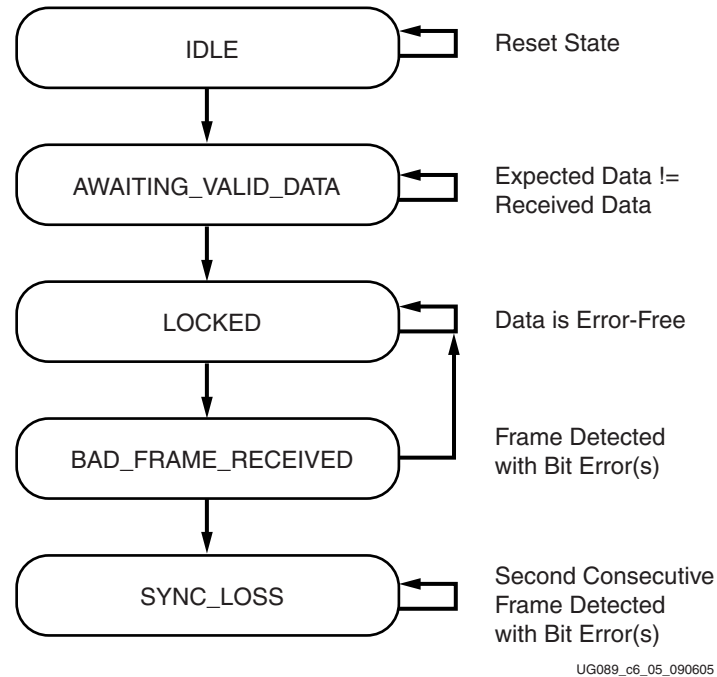 IDLE
Reset State
AWAITING_VALID_DATA
Expected Data !=
Received Data
LOCKED
Data is Error-Free
BAD_FRAME_RECEIVED
Frame Detected
with Bit Error(s)
SYNC_LOSS
Second Consecutive
Frame Detected
with Bit Error(s)
UG089_c6_05_090605